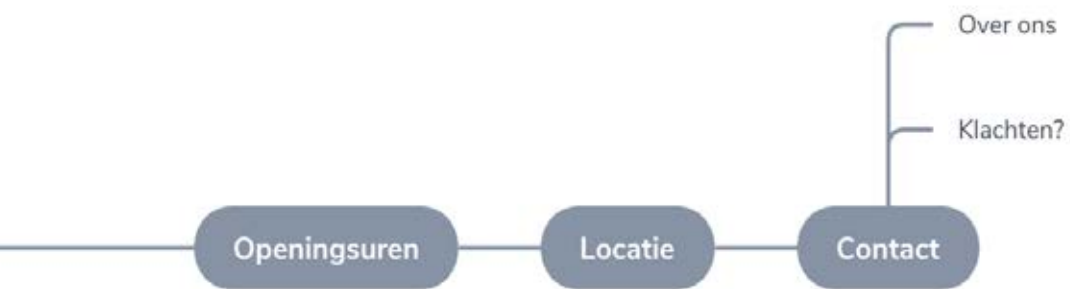 Over ons
Klachten?
Openingsuren
Locatie
Contact